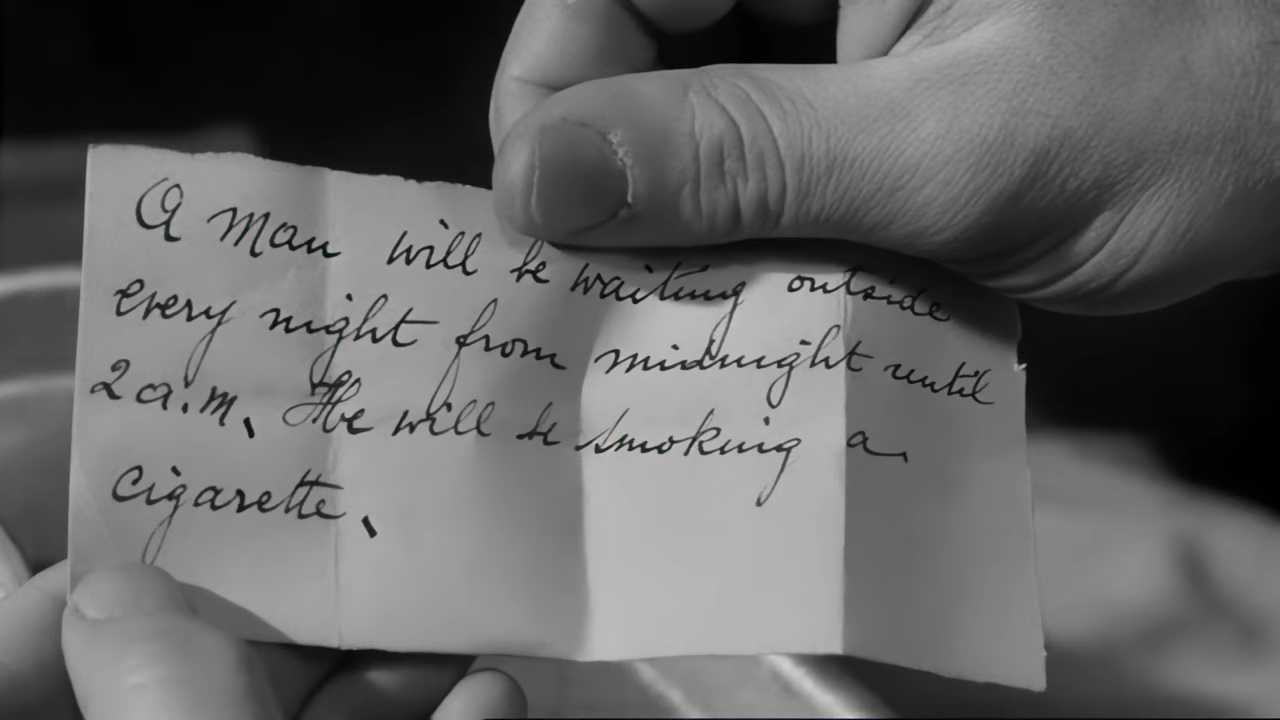 A man will be waiting outside
every night from midnight until
2 a.m. He will be smoking a
cigarette.